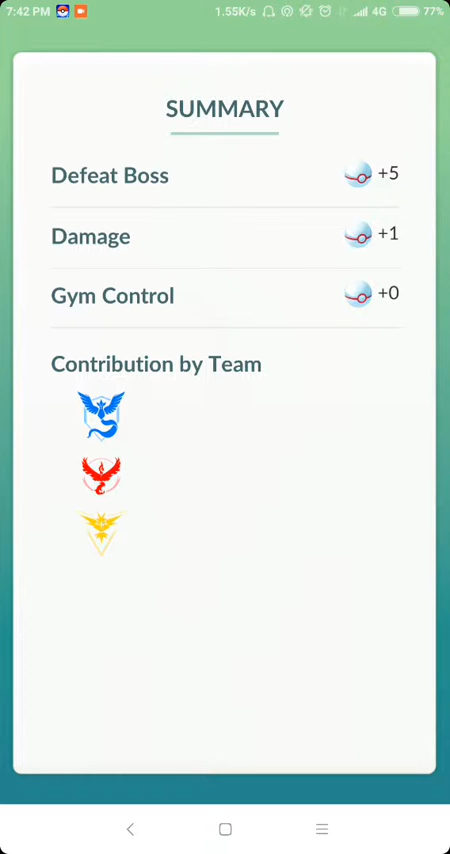 7:42 PM 1.55K/s 4G 77%
SUMMARY
Defeat Boss +5
Damage +1
Gym Control +0
Contribution by Team